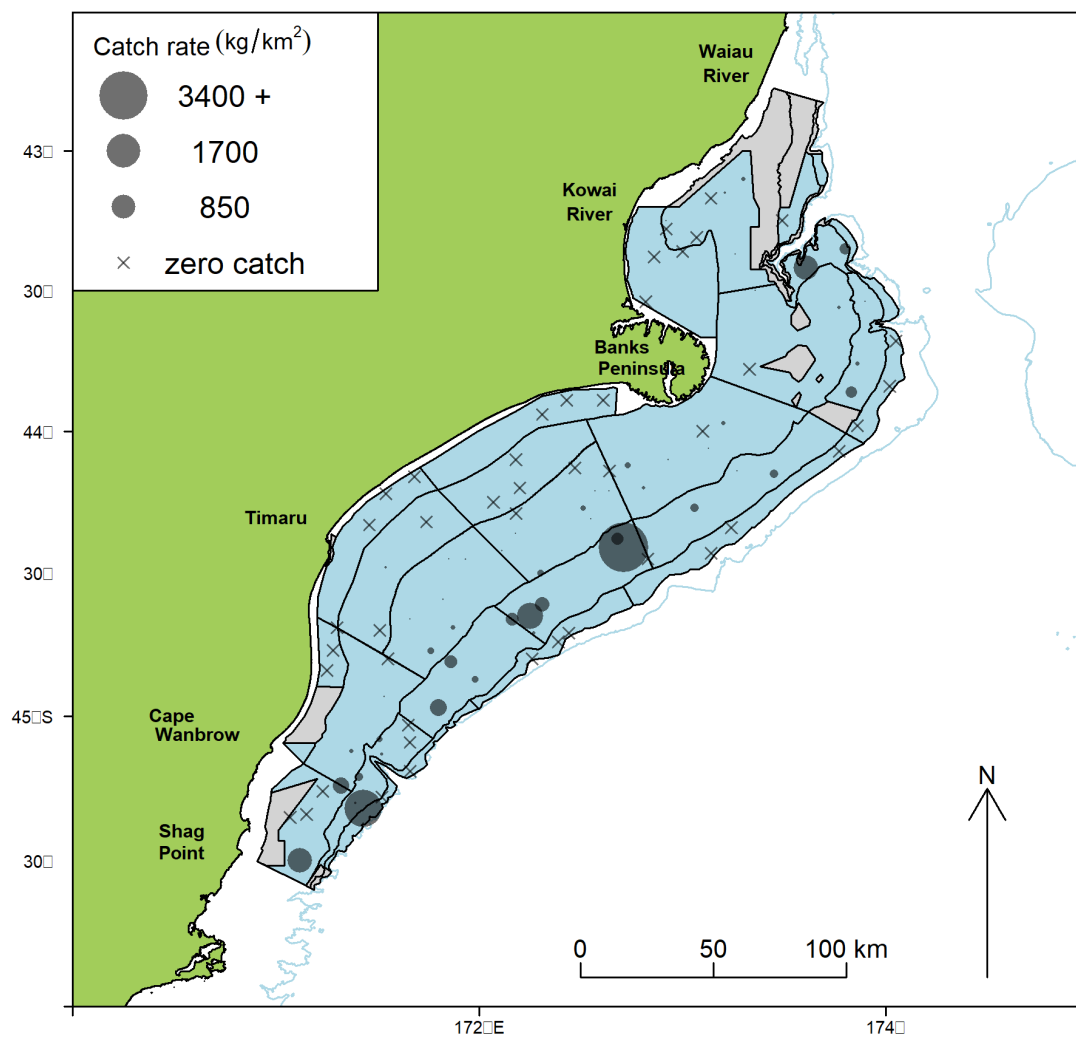 Catch rate (kg/km²)
3400 +
1700
850
× zero catch
Waiau
River
Kowai
River
Banks
Peninsula
Timaru
Cape
Wanbrow
Shag
Point
43□
30□
44□
30□
45□S
30□
N
0 50 100 km
172□E 174□